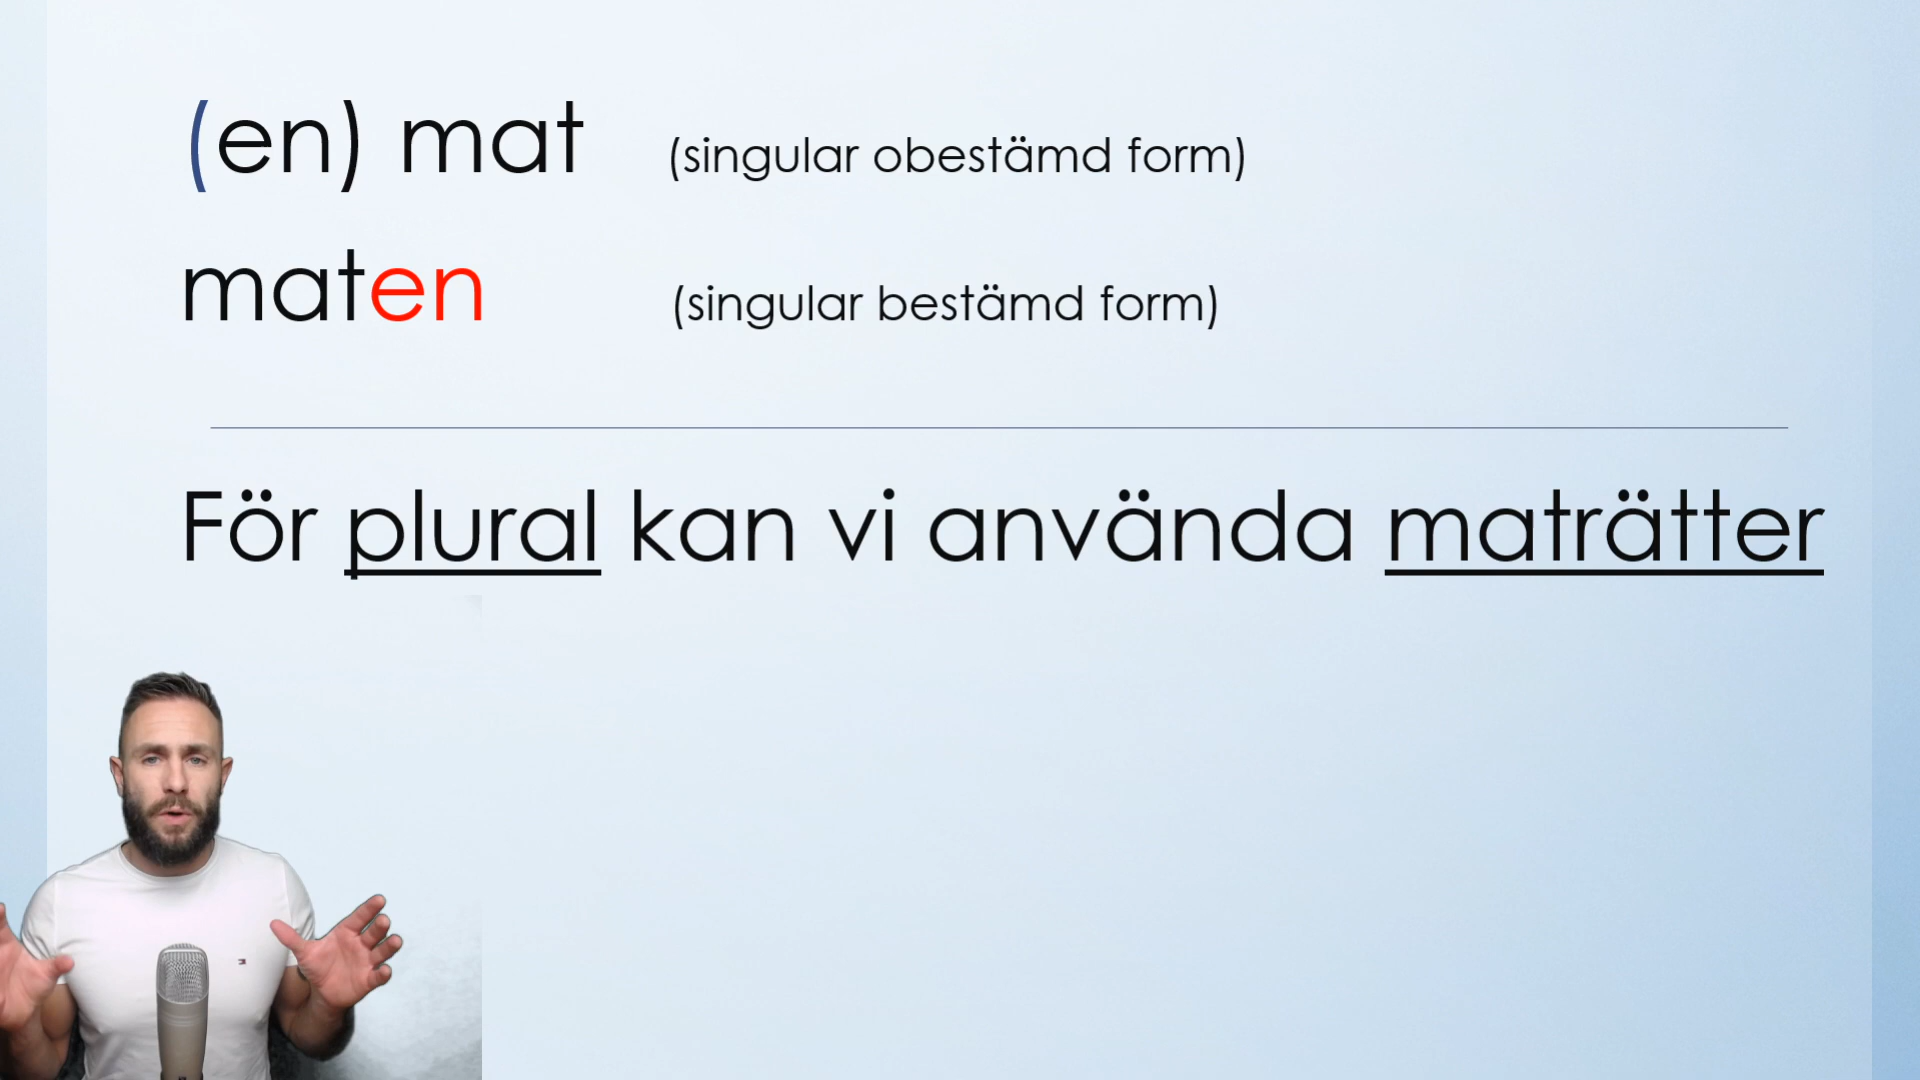 (en) mat (singular obestämd form)
maten (singular bestämd form)
För plural kan vi använda maträtter